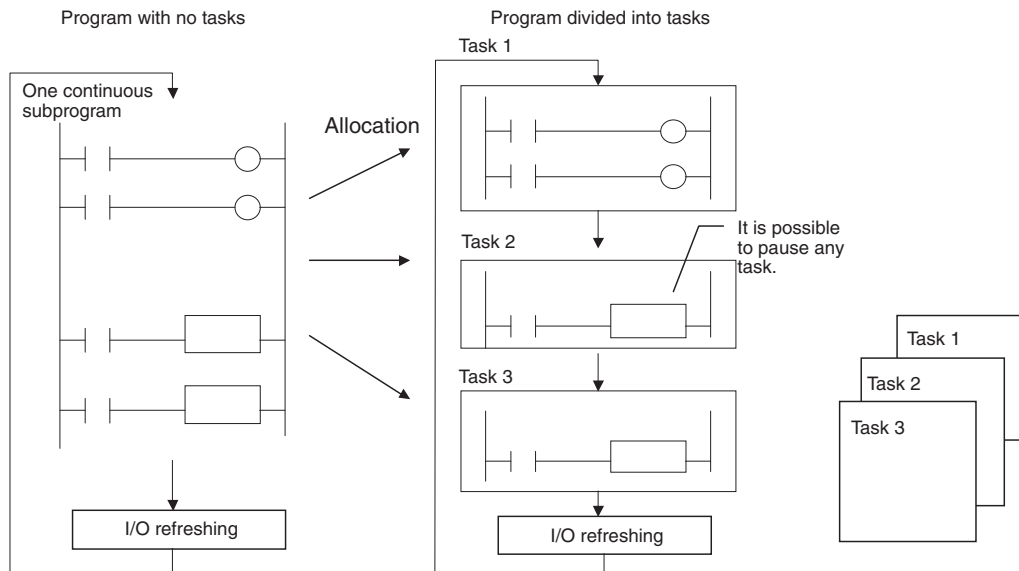 Program with no tasks
One continuous
subprogram
Allocation
I/O refreshing
Program divided into tasks
Task 1
Task 2
It is possible
to pause any
task.
Task 3
I/O refreshing
Task 1
Task 2
Task 3